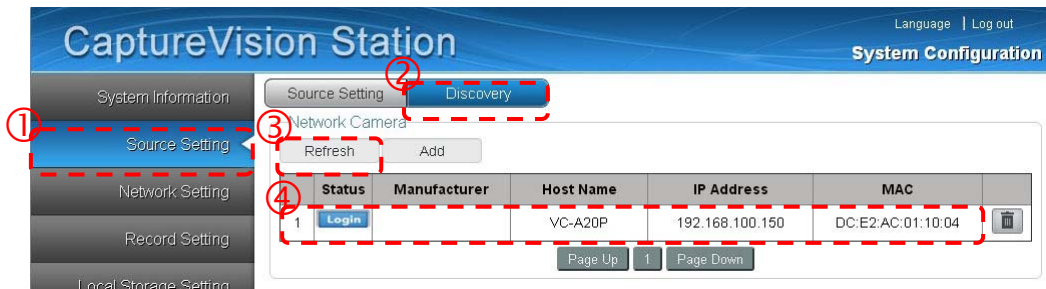 Language | Log out
CaptureVision Station
System Configuration
②
System Information
Source Setting
Discovery
①
③
Network Camera
Source Setting
Refresh
Add
④
Status
Manufacturer
Host Name
IP Address
MAC
Network Setting
1
Login
VC-A20P
192.168.100.150
DC:E2:AC:01:10:04
Record Setting
Page Up
1
Page Down
Local Storage Setting